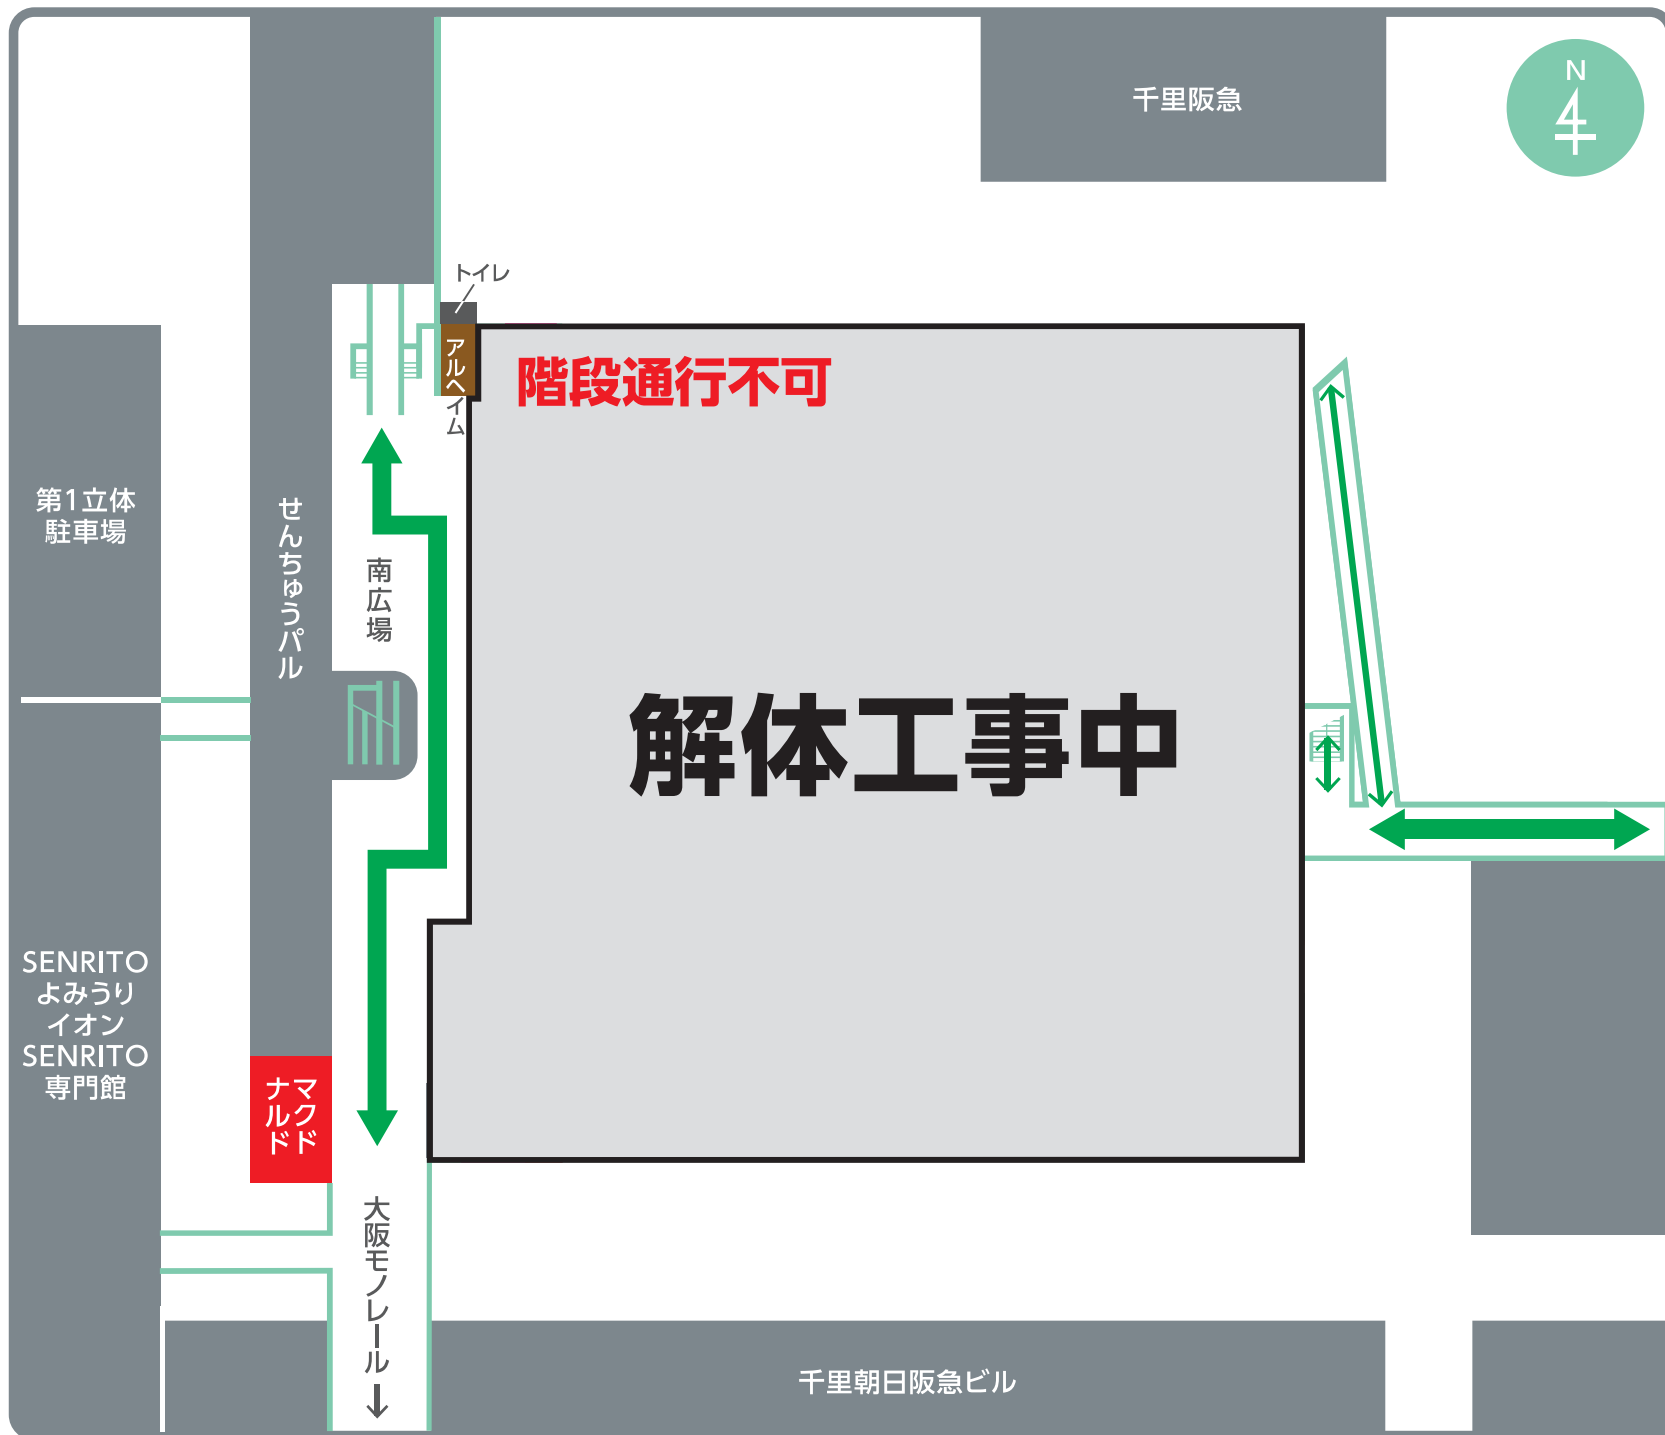 千里阪急
N
トイレ
アルヘイム
階段通行不可
第1立体
駐車場
せんちゅうパル
南広場
解体工事中
SENRITO
よみうり
イオン
SENRITO
専門館
マクド
ナルド
大阪モノレール
千里朝日阪急ビル